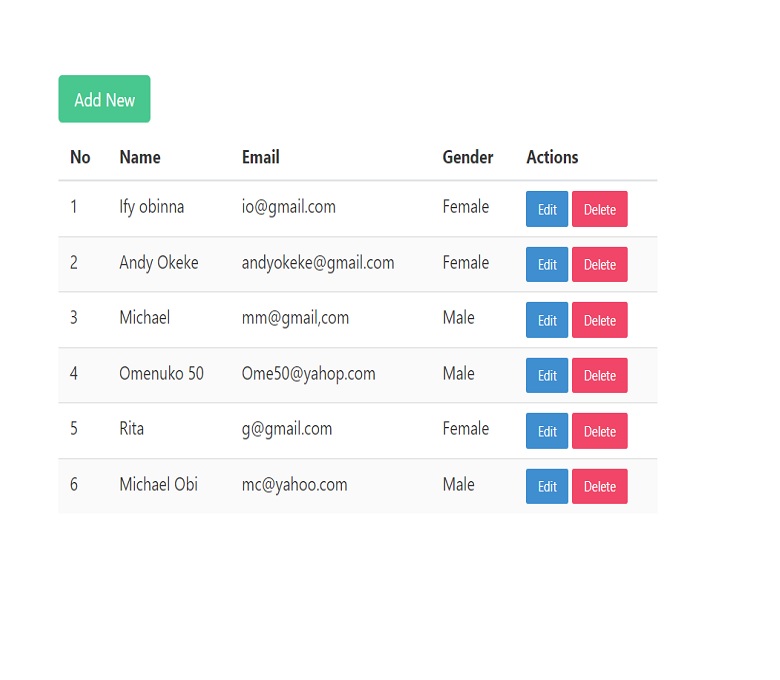 Add New
No Name Email Gender Actions
1 Ify obinna io@gmail.com Female Edit Delete
2 Andy Okeke andyokeke@gmail.com Female Edit Delete
3 Michael mm@gmail,com Male Edit Delete
4 Omenuko 50 Ome50@yahop.com Male Edit Delete
5 Rita g@gmail.com Female Edit Delete
6 Michael Obi mc@yahoo.com Male Edit Delete